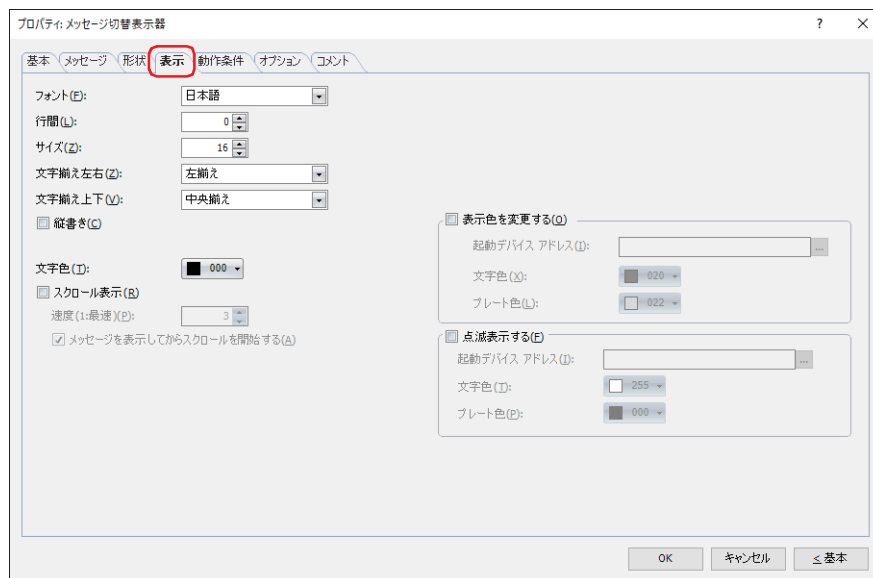 プロパティ: メッセージ切替表示器
? ×
基本 メッセージ 形状 表示 動作条件 オプション コメント
フォント(F): 日本語
行間(L): 0
サイズ(Z): 16
文字揃え左右(Z): 左揃え
文字揃え上下(V): 中央揃え
縦書き(C)
文字色(T): 000
スクロール表示(R)
速度(1:最速)(P): 3
メッセージを表示してからスクロールを開始する(A)
表示色を変更する(O)
起動デバイス アドレス(I): ...
文字色(X): 020
プレート色(L): 022
点滅表示する(F)
起動デバイス アドレス(I): ...
文字色(T): 255
プレート色(P): 000
OK キャンセル <基本